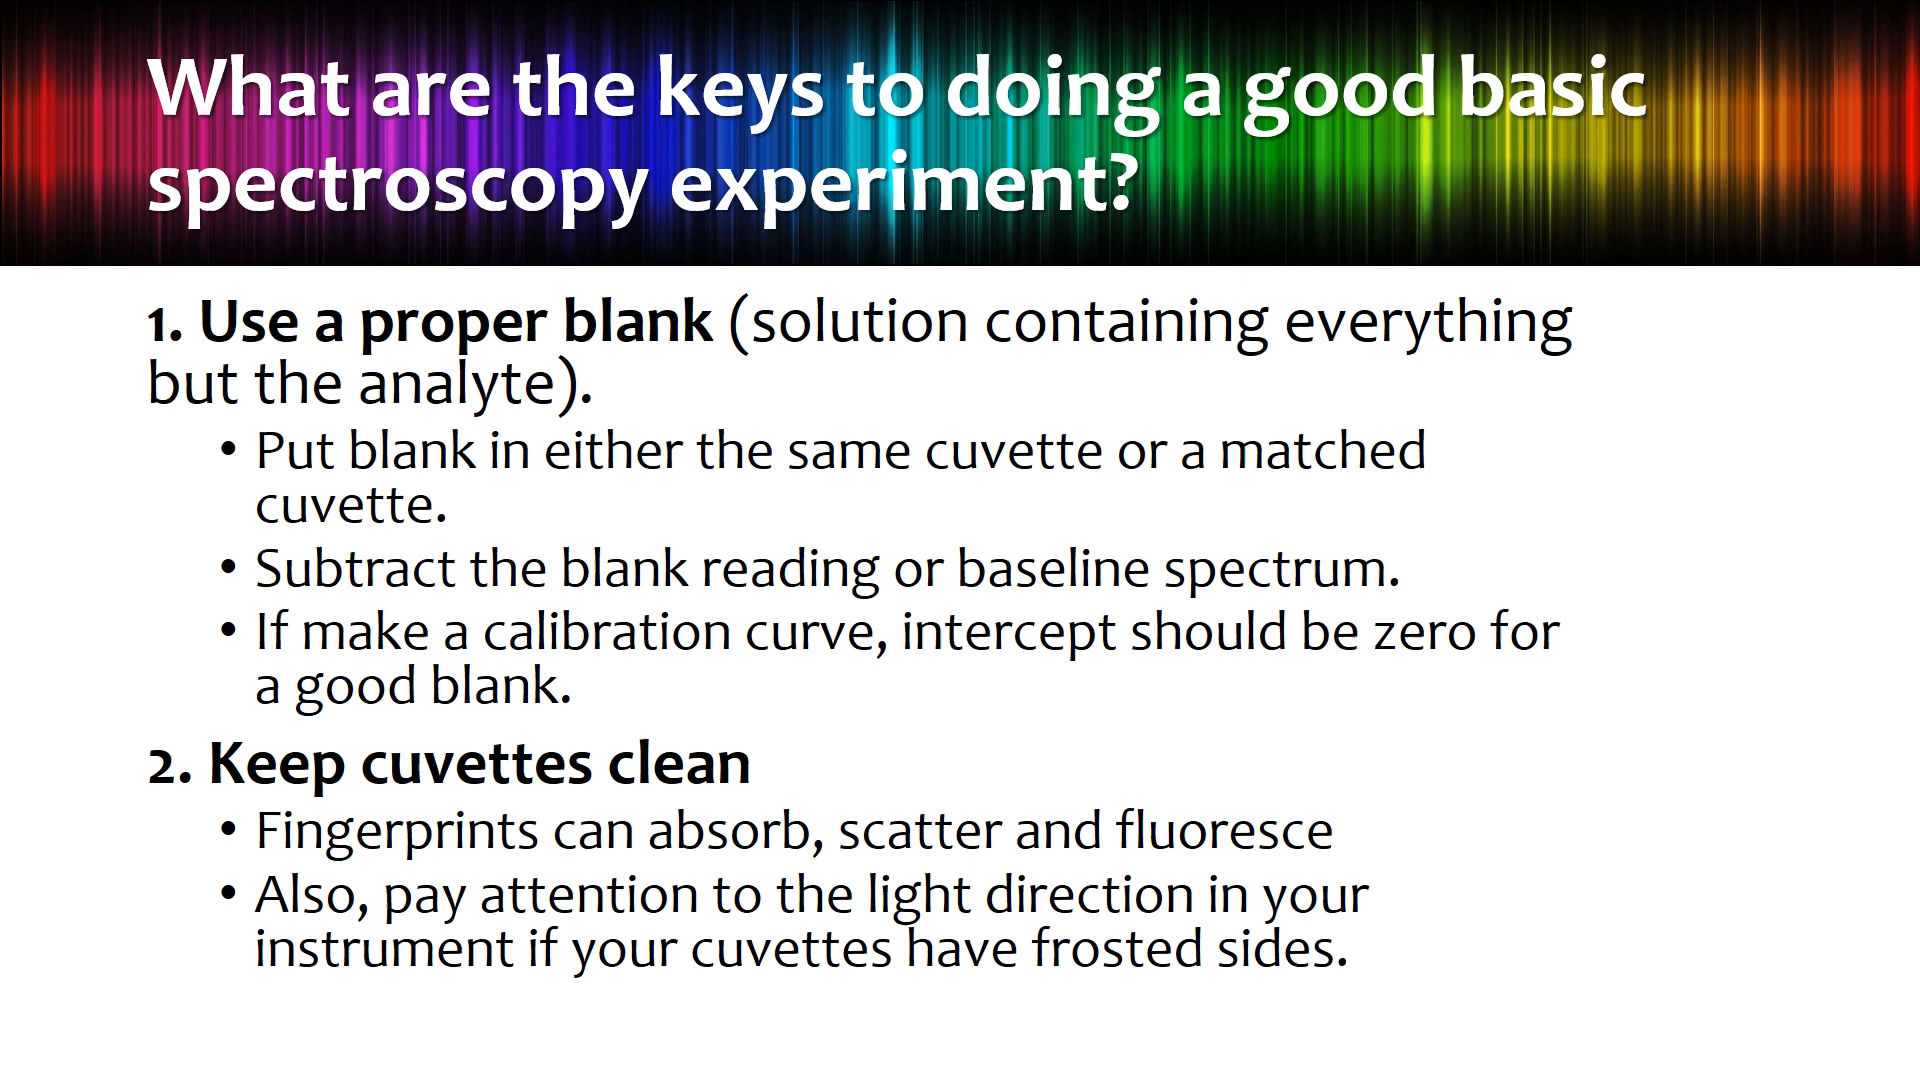 What are the keys to doing a good basic
spectroscopy experiment?
1. Use a proper blank (solution containing everything
but the analyte).
• Put blank in either the same cuvette or a matched
cuvette.
• Subtract the blank reading or baseline spectrum.
• If make a calibration curve, intercept should be zero for
a good blank.
2. Keep cuvettes clean
• Fingerprints can absorb, scatter and fluoresce
• Also, pay attention to the light direction in your
instrument if your cuvettes have frosted sides.